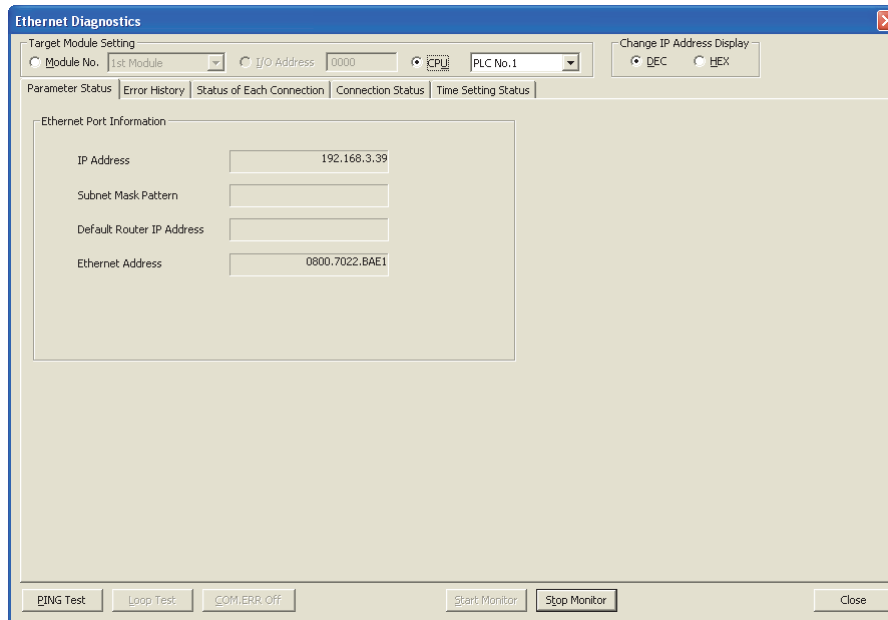 Ethernet Diagnostics
Target Module Setting
Module No. 1st Module I/O Address 0000 CPU PLC No.1
Change IP Address Display
DEC HEX
Parameter Status Error History Status of Each Connection Connection Status Time Setting Status
Ethernet Port Information
IP Address 192.168.3.39
Subnet Mask Pattern
Default Router IP Address
Ethernet Address 0800.7022.BAE1
PING Test Loop Test COM.ERR Off Start Monitor Stop Monitor Close